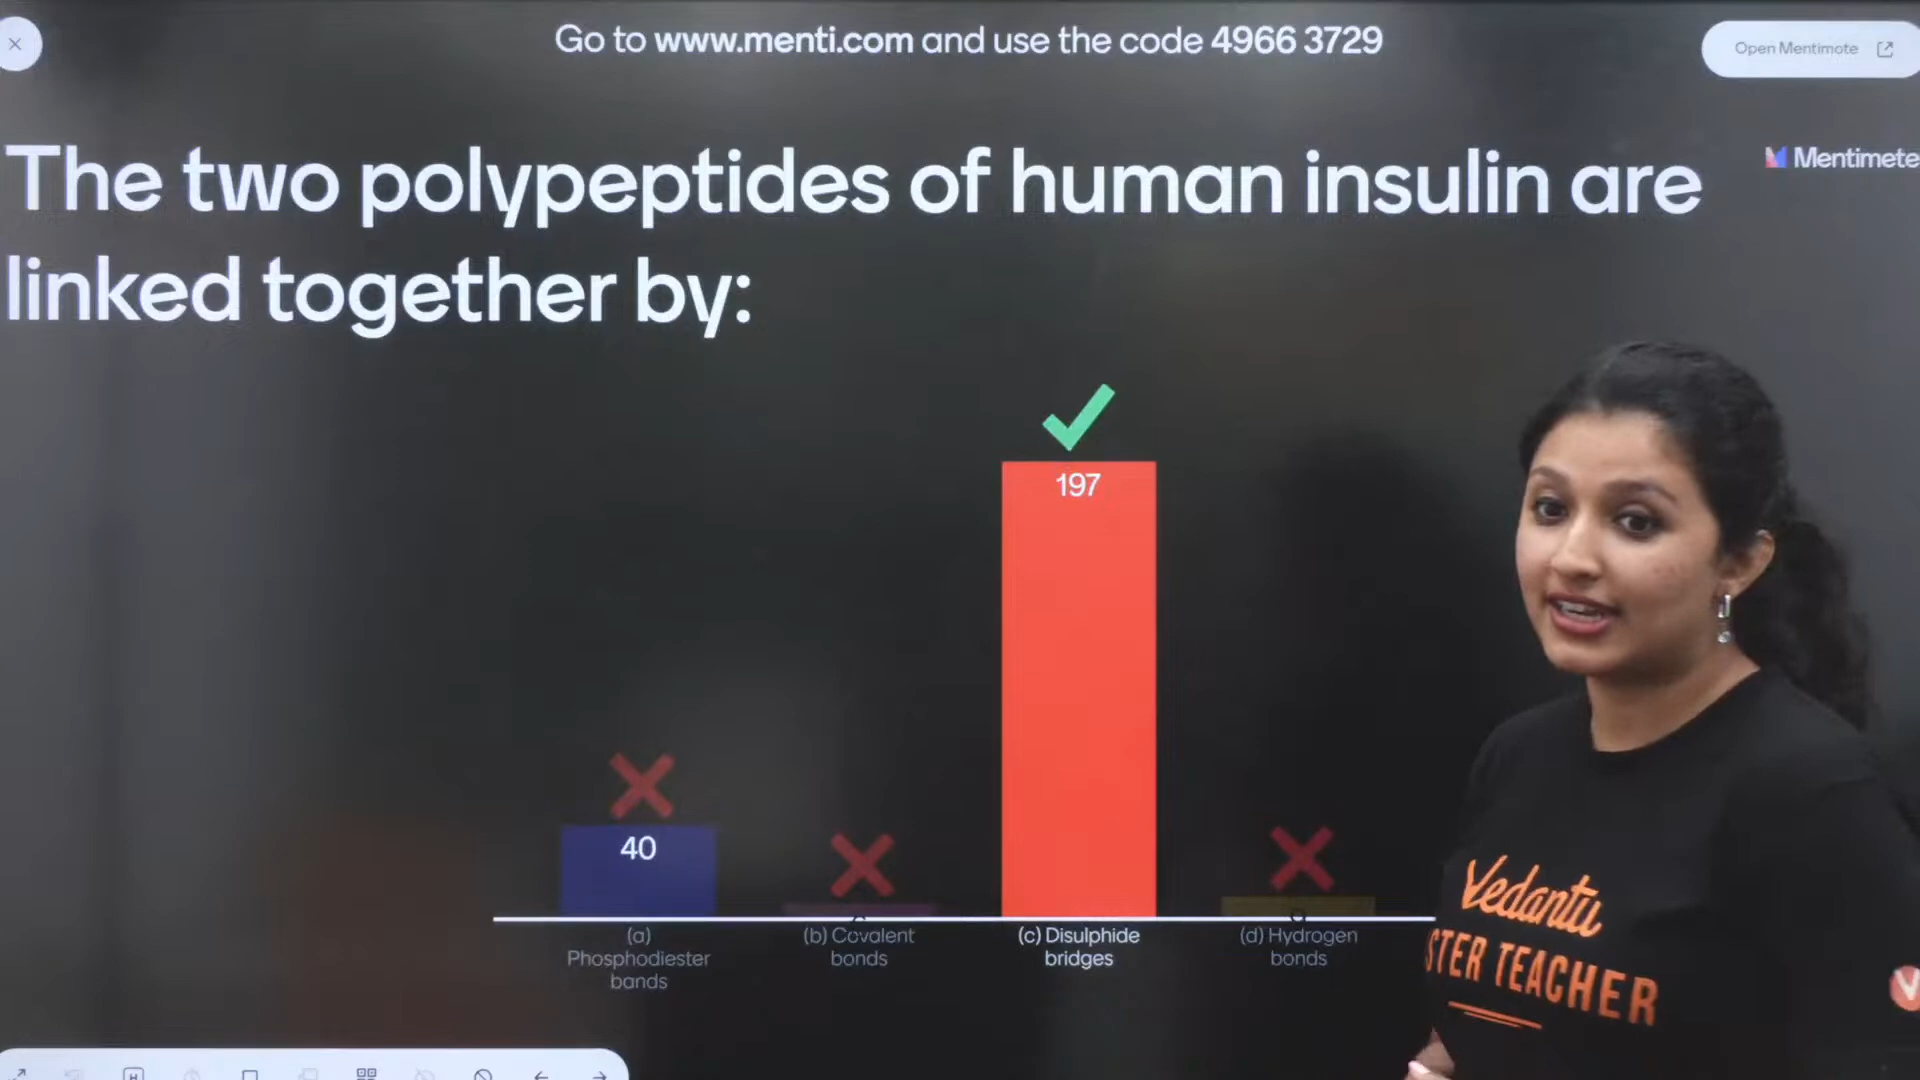 Go to www.menti.com and use the code 4966 3729
Open Mentimote
Mentimete
The two polypeptides of human insulin are
linked together by:
197
40
(a)
Phosphodiester
bands
(b) Covalent
bonds
(c) Disulphide
bridges
(d) Hydrogen
bonds
Vedantu
STER TEACHER
V
H